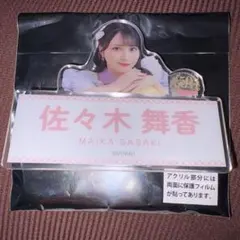 佐々木 舞香
MAIKA SASAKI
アクリル部分には
両面に保護フィルムが
貼ってあります。